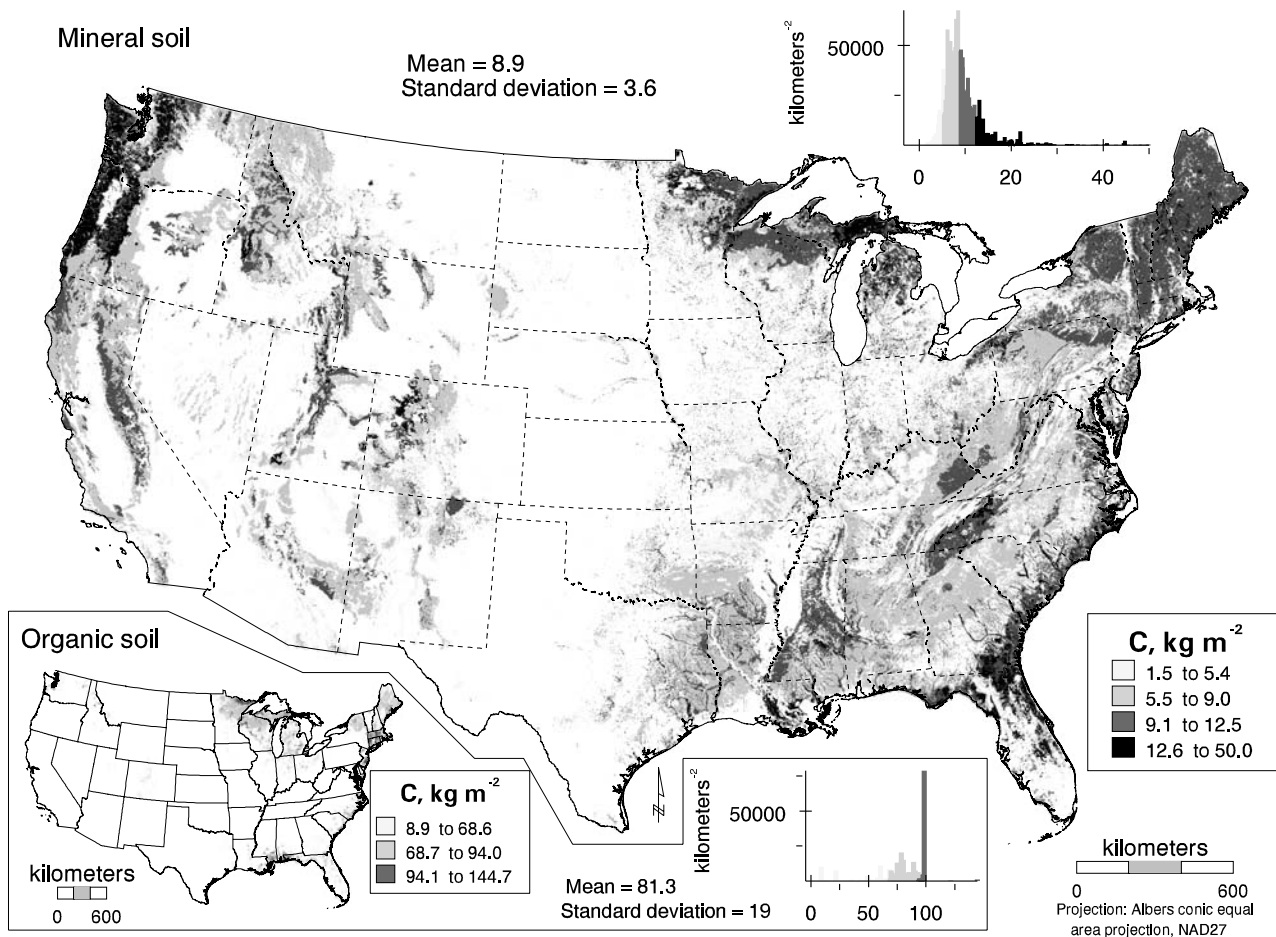 Mineral soil
Mean = 8.9
Standard deviation = 3.6
kilometers-2
50000
0 20 40
C, kg m-2
1.5 to 5.4
5.5 to 9.0
9.1 to 12.5
12.6 to 50.0
Organic soil
C, kg m-2
8.9 to 68.6
68.7 to 94.0
94.1 to 144.7
kilometers
0 600
Mean = 81.3
Standard deviation = 19
kilometers-2
50000
0 100
N
kilometers
0 600
Projection: Albers conic equal
area projection, NAD27